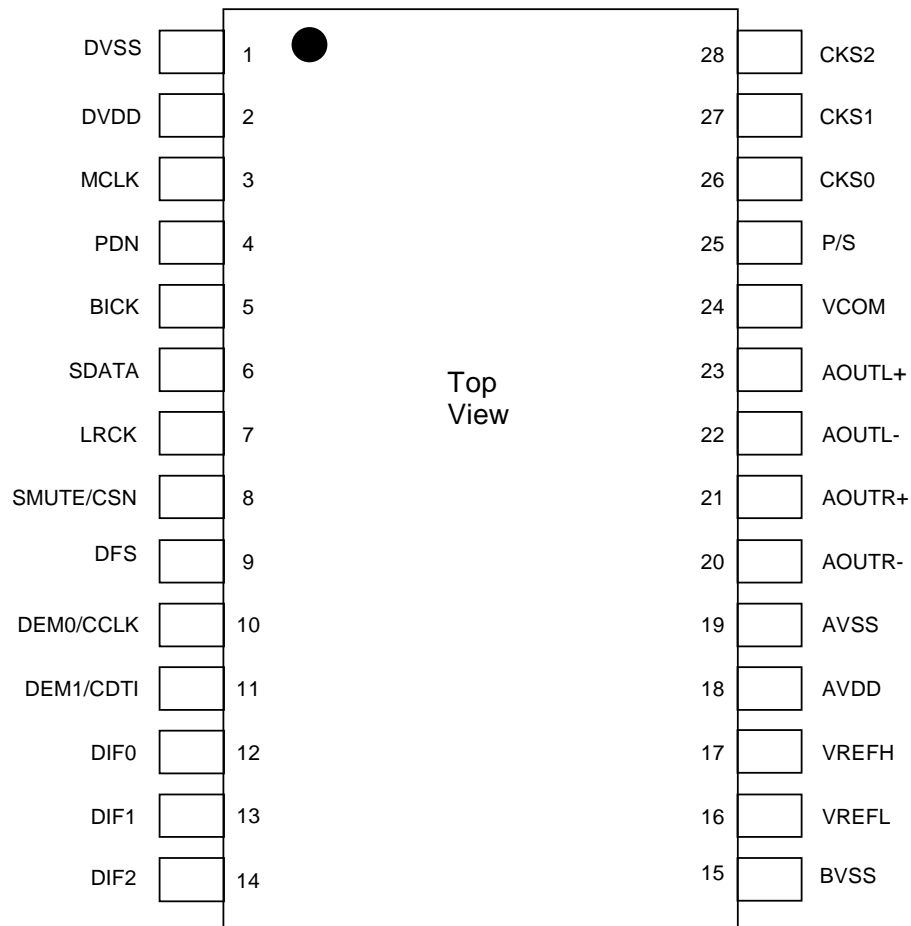 DVSS 1 28 CKS2
DVDD 2 27 CKS1
MCLK 3 26 CKS0
PDN 4 25 P/S
BICK 5 24 VCOM
SDATA 6 23 AOUTL+
Top
View
LRCK 7 22 AOUTL-
SMUTE/CSN 8 21 AOUTR+
DFS 9 20 AOUTR-
DEM0/CCLK 10 19 AVSS
DEM1/CDTI 11 18 AVDD
DIF0 12 17 VREFH
DIF1 13 16 VREFL
DIF2 14 15 BVSS